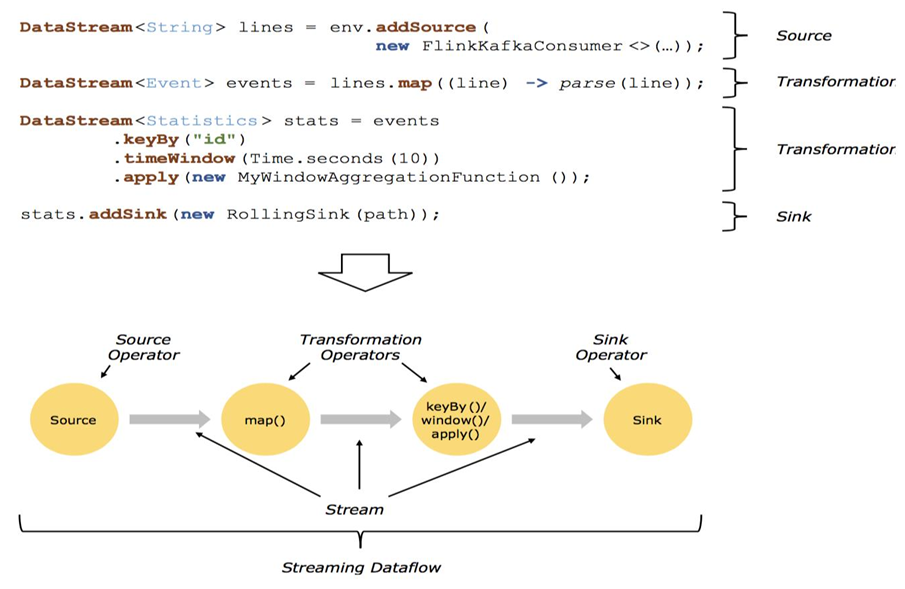 DataStream<String> lines = env.addSource(
new FlinkKafkaConsumer<>(…));
Source
DataStream<Event> events = lines.map((line) -> parse(line));
Transformation
DataStream<Statistics> stats = events
.keyBy("id")
.timeWindow(Time.seconds(10))
.apply(new MyWindowAggregationFunction());
Transformation
stats.addSink(new RollingSink(path));
Sink
Source
Operator
Transformation
Operators
Sink
Operator
Source
map()
keyBy()/
window()/
apply()
Sink
Stream
Streaming Dataflow